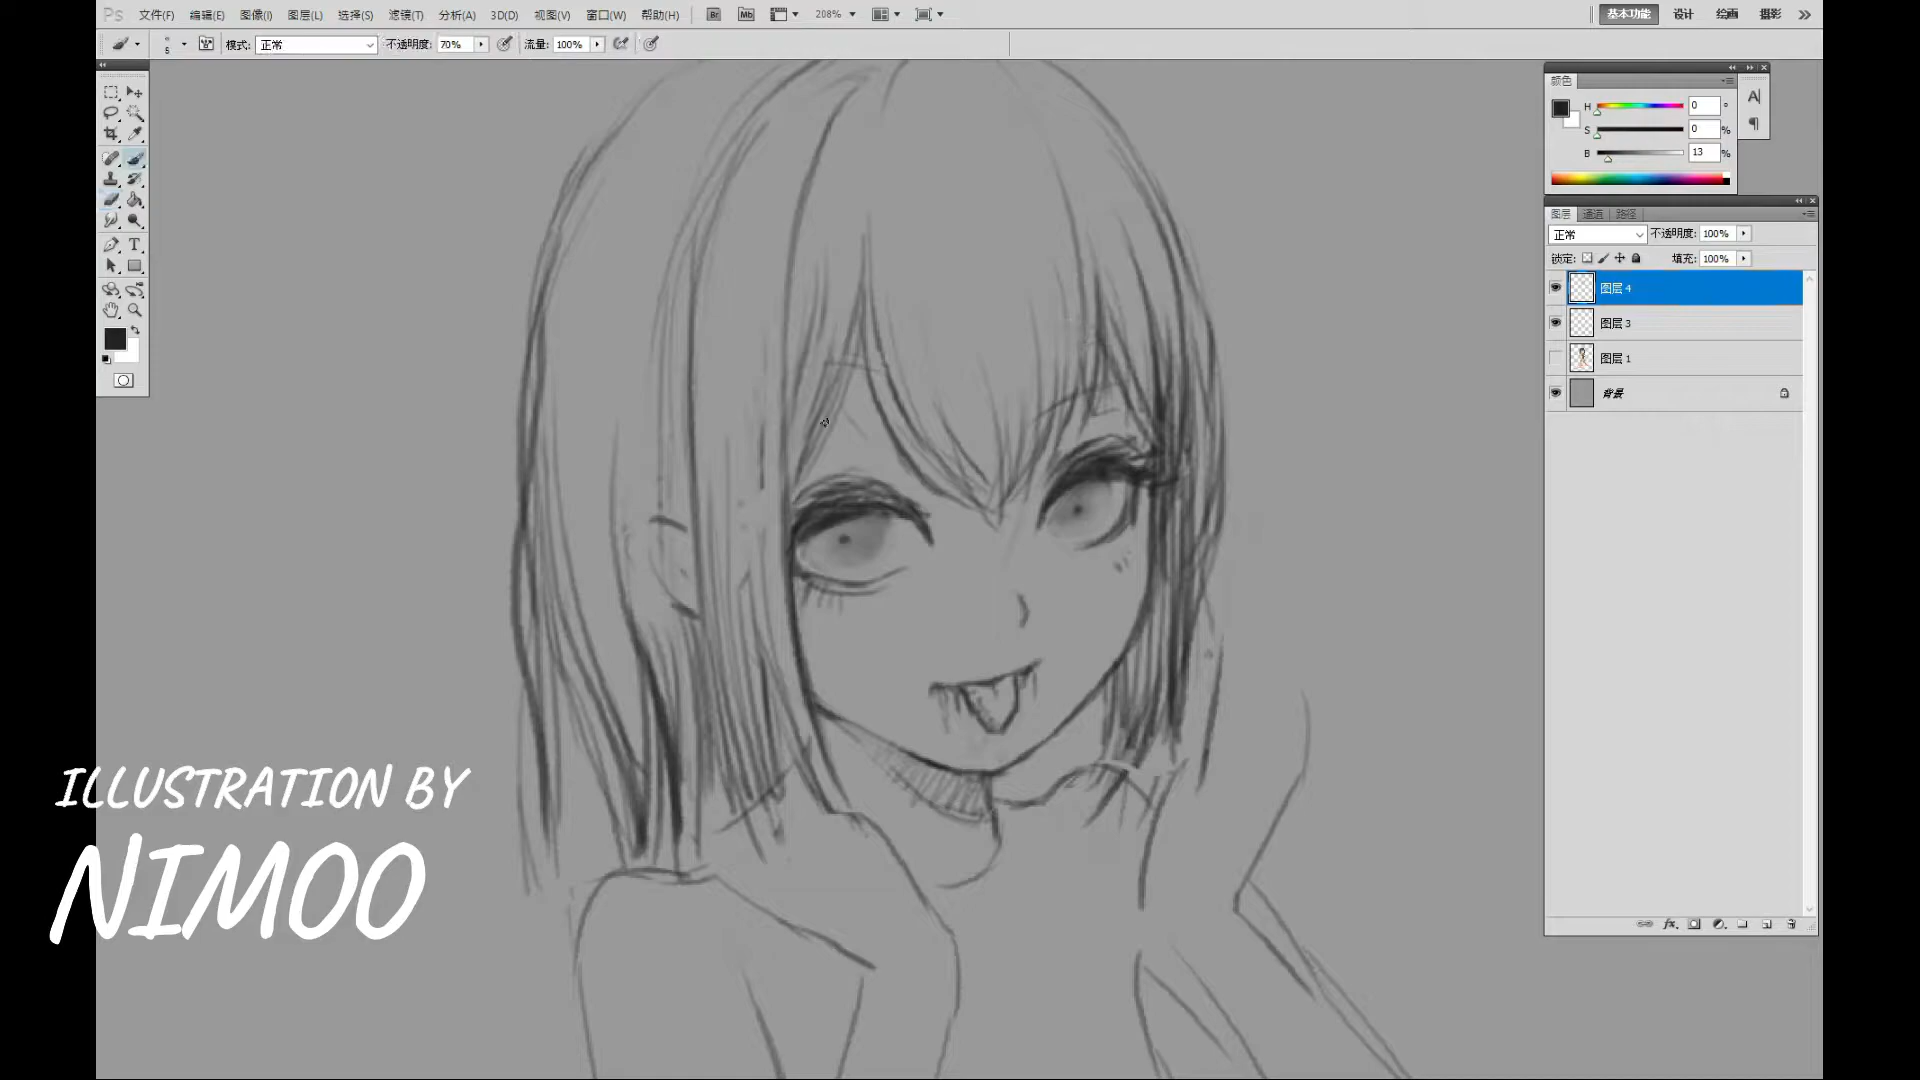 Ps 文件(F) 编辑(E) 图像(I) 图层(L) 选择(S) 滤镜(T) 分析(A) 3D(D) 视图(V) 窗口(W) 帮助(H) Br Mb 208% 基本功能 设计 绘画 摄影
5 模式: 正常 不透明度: 70% 流量: 100%
颜色
H 0 °
S 0 %
B 13 %
图层 通道 路径
正常 不透明度: 100%
锁定: 填充: 100%
图层 4
图层 3
图层 1
背景
ILLUSTRATION BY
NIMOO